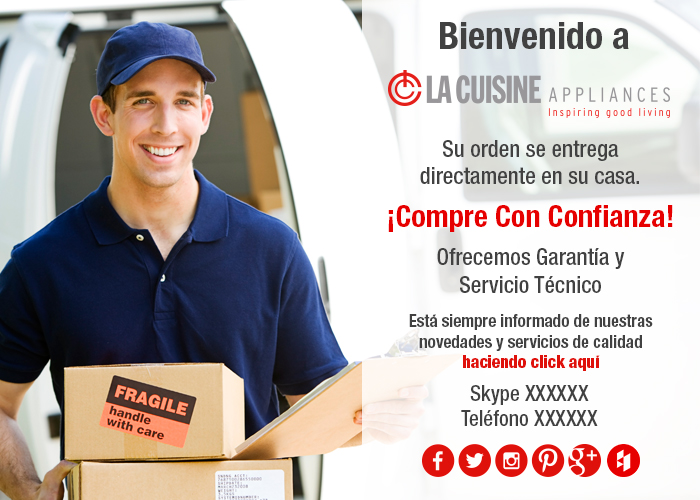 Bienvenido a
LA CUISINE APPLIANCES
Inspiring good living
Su orden se entrega
directamente en su casa.
¡Compre Con Confianza!
Ofrecemos Garantía y
Servicio Técnico
Está siempre informado de nuestras
novedades y servicios de calidad
haciendo click aquí
Skype XXXXXX
Teléfono XXXXXX
f
g+
FRAGILE
handle
with care